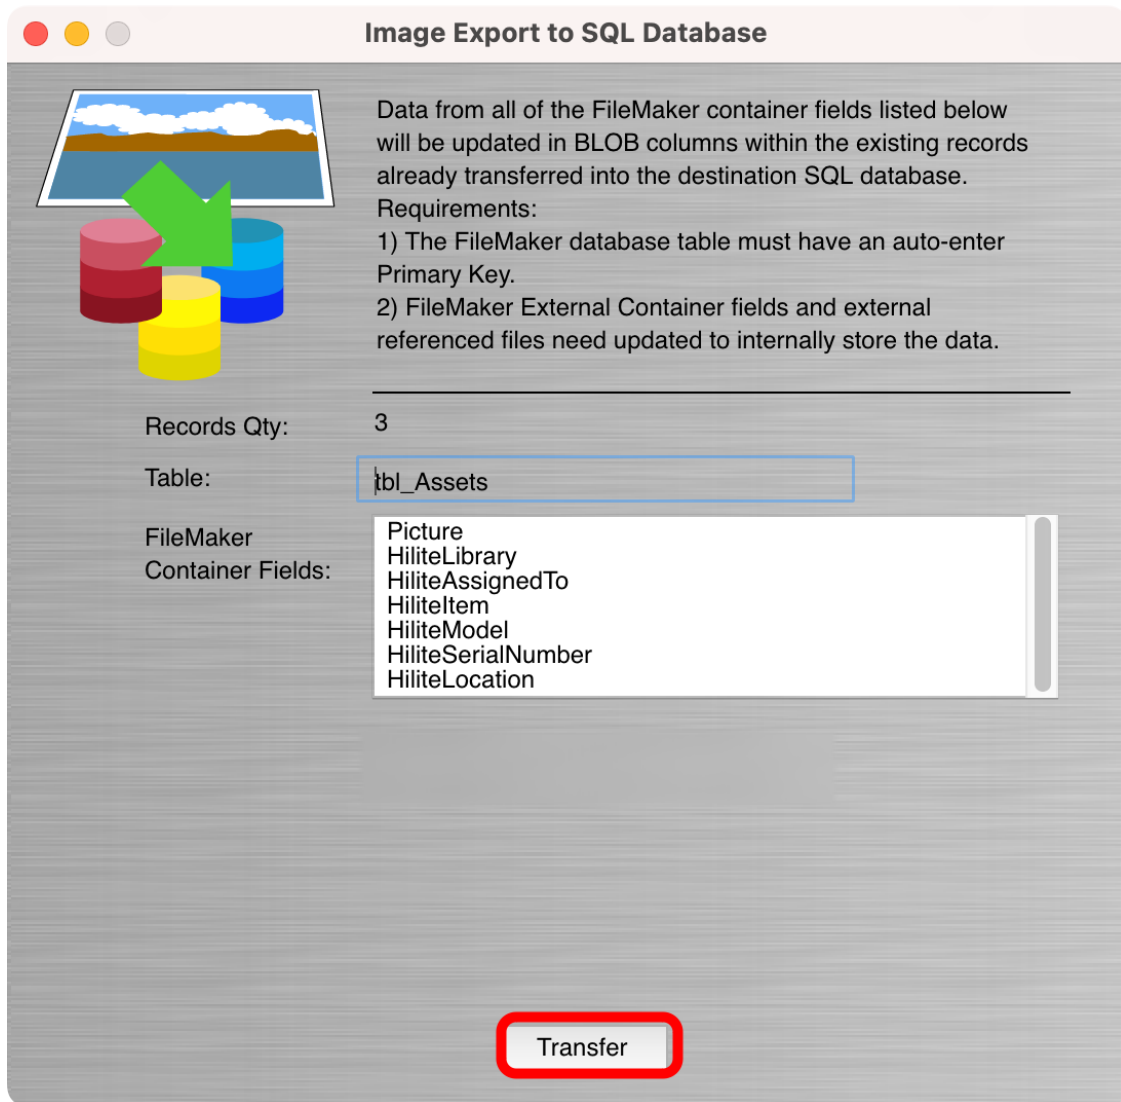 Image Export to SQL Database
Data from all of the FileMaker container fields listed below
will be updated in BLOB columns within the existing records
already transferred into the destination SQL database.
Requirements:
1) The FileMaker database table must have an auto-enter
Primary Key.
2) FileMaker External Container fields and external
referenced files need updated to internally store the data.
Records Qty: 3
Table: tbl_Assets
FileMaker
Container Fields:
Picture
HiliteLibrary
HiliteAssignedTo
HiliteItem
HiliteModel
HiliteSerialNumber
HiliteLocation
Transfer